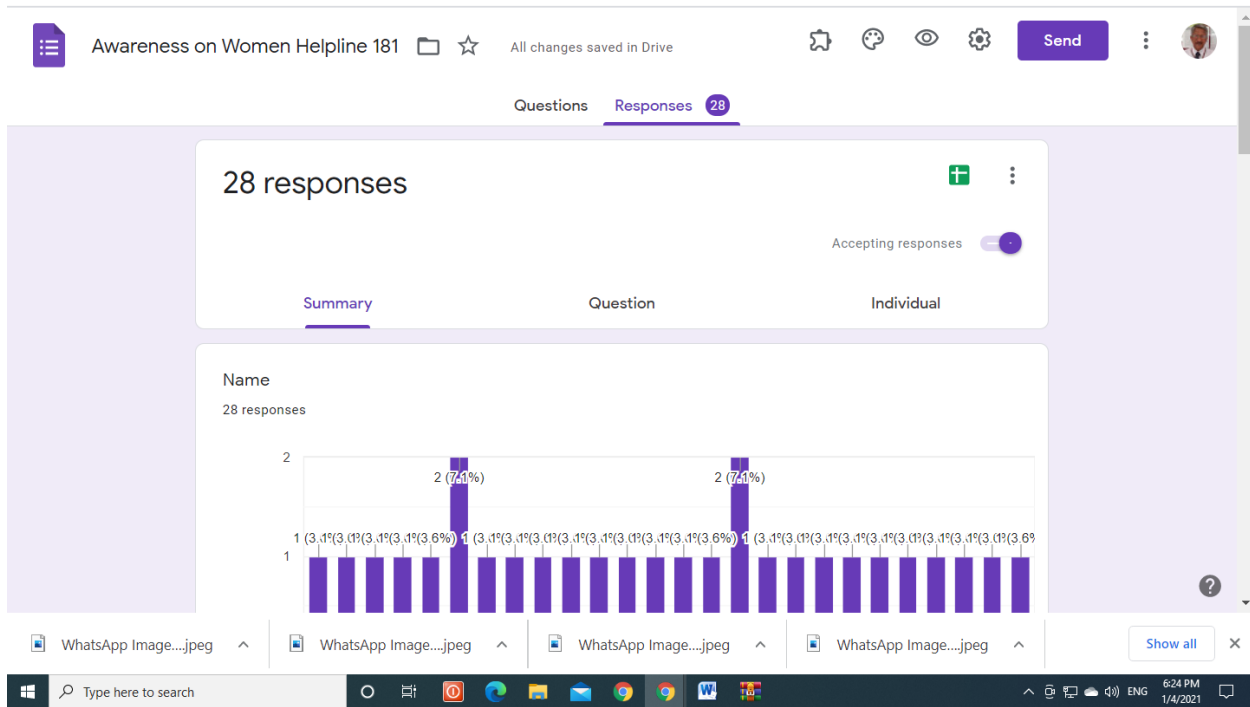 Awareness on Women Helpline 181
All changes saved in Drive
Send
Questions
Responses 28
28 responses
Accepting responses
Summary
Question
Individual
Name
28 responses
2
2 (7.1%)
2 (7.1%)
1
WhatsApp Image....jpeg
WhatsApp Image....jpeg
WhatsApp Image....jpeg
WhatsApp Image....jpeg
Show all
Type here to search
ENG
6:24 PM
1/4/2021